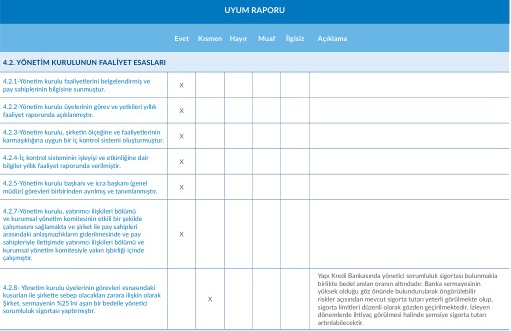 UYUM RAPORU
Evet Kısmen Hayır Muaf İlgisiz Açıklama
4.2. YÖNETİM KURULUNUN FAALİYET ESASLARI
4.2.1-Yönetim kurulu faaliyetlerini belgelendirmiş ve
pay sahiplerinin bilgisine sunmuştur.
X
4.2.2-Yönetim kurulu üyelerinin görev ve yetkileri yıllık
faaliyet raporunda açıklanmıştır.
X
4.2.3-Yönetim kurulu, şirketin ölçeğine ve faaliyetlerinin
karmaşıklığına uygun bir iç kontrol sistemi oluşturmuştur.
X
4.2.4-İç kontrol sisteminin işleyişi ve etkinliğine dair
bilgiler yıllık faaliyet raporunda verilmiştir.
X
4.2.5-Yönetim kurulu başkanı ve icra başkanı (genel
müdür) görevleri birbirinden ayrılmış ve tanımlanmıştır.
X
4.2.7-Yönetim kurulu, yatırımcı ilişkileri bölümü
ve kurumsal yönetim komitesinin etkili bir şekilde
çalışmasını sağlamakta ve şirket ile pay sahipleri
arasındaki anlaşmazlıkların giderilmesinde ve pay
sahipleriyle iletişimde yatırımcı ilişkileri bölümü ve
kurumsal yönetim komitesiyle yakın işbirliği içinde
çalışmıştır.
X
4.2.8- Yönetim kurulu üyelerinin görevleri esnasındaki
kusurları ile şirkette sebep olacakları zarara ilişkin olarak
Şirket, sermayenin %25'ini aşan bir bedelle yönetici
sorumluluk sigortası yaptırmıştır.
X
Yapı Kredi Bankasında yönetici sorumluluk sigortası bulunmakla
birlikte bedel anılan oranın altındadır. Banka sermayesinin
yüksek olduğu göz önünde bulundurularak öngörülebilir
riskler açısından mevcut sigorta tutarı yeterli görülmekte olup,
sigorta limitleri düzenli olarak gözden geçirilmektedir. İzleyen
dönemlerde ihtiyaç görülmesi halinde pensiye sigorta tutarı
artırılabilecektir.